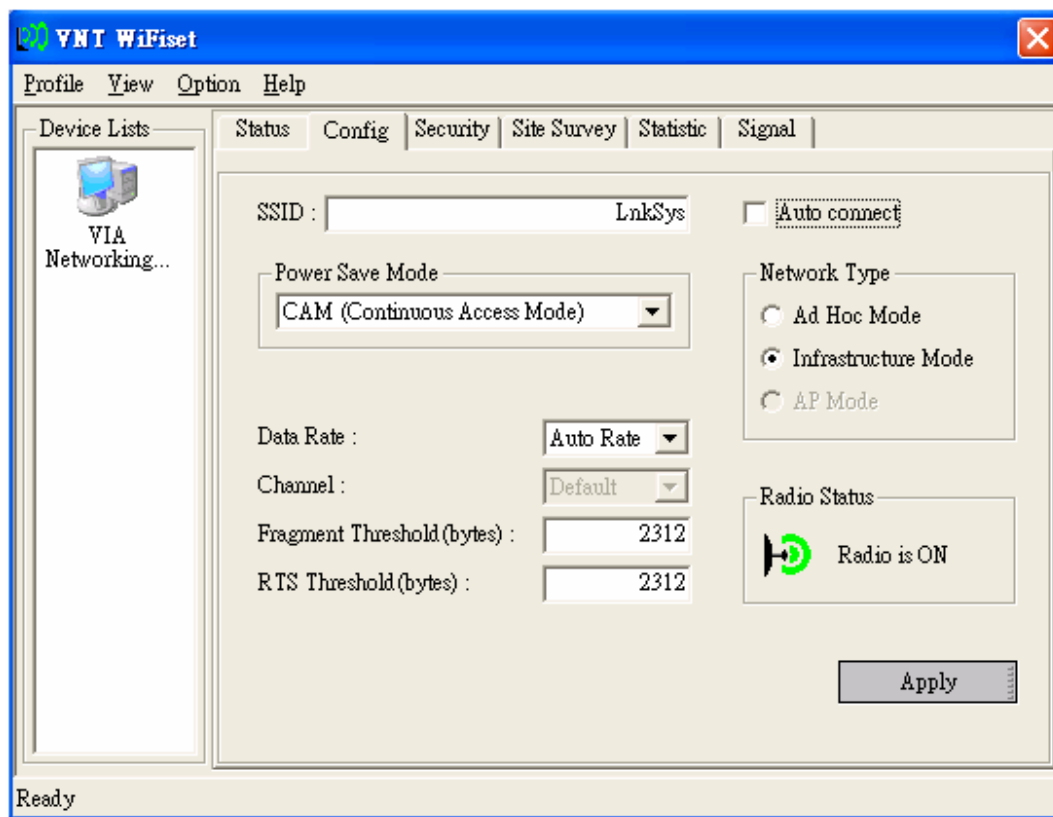 VNT WiFiset
Profile View Option Help
Device Lists
VIA
Networking...
Status Config Security Site Survey Statistic Signal
SSID : LnkSys
Auto connect
Power Save Mode
CAM (Continuous Access Mode)
Network Type
Ad Hoc Mode
Infrastructure Mode
AP Mode
Data Rate : Auto Rate
Channel : Default
Fragment Threshold(bytes) : 2312
RTS Threshold(bytes) : 2312
Radio Status
Radio is ON
Apply
Ready